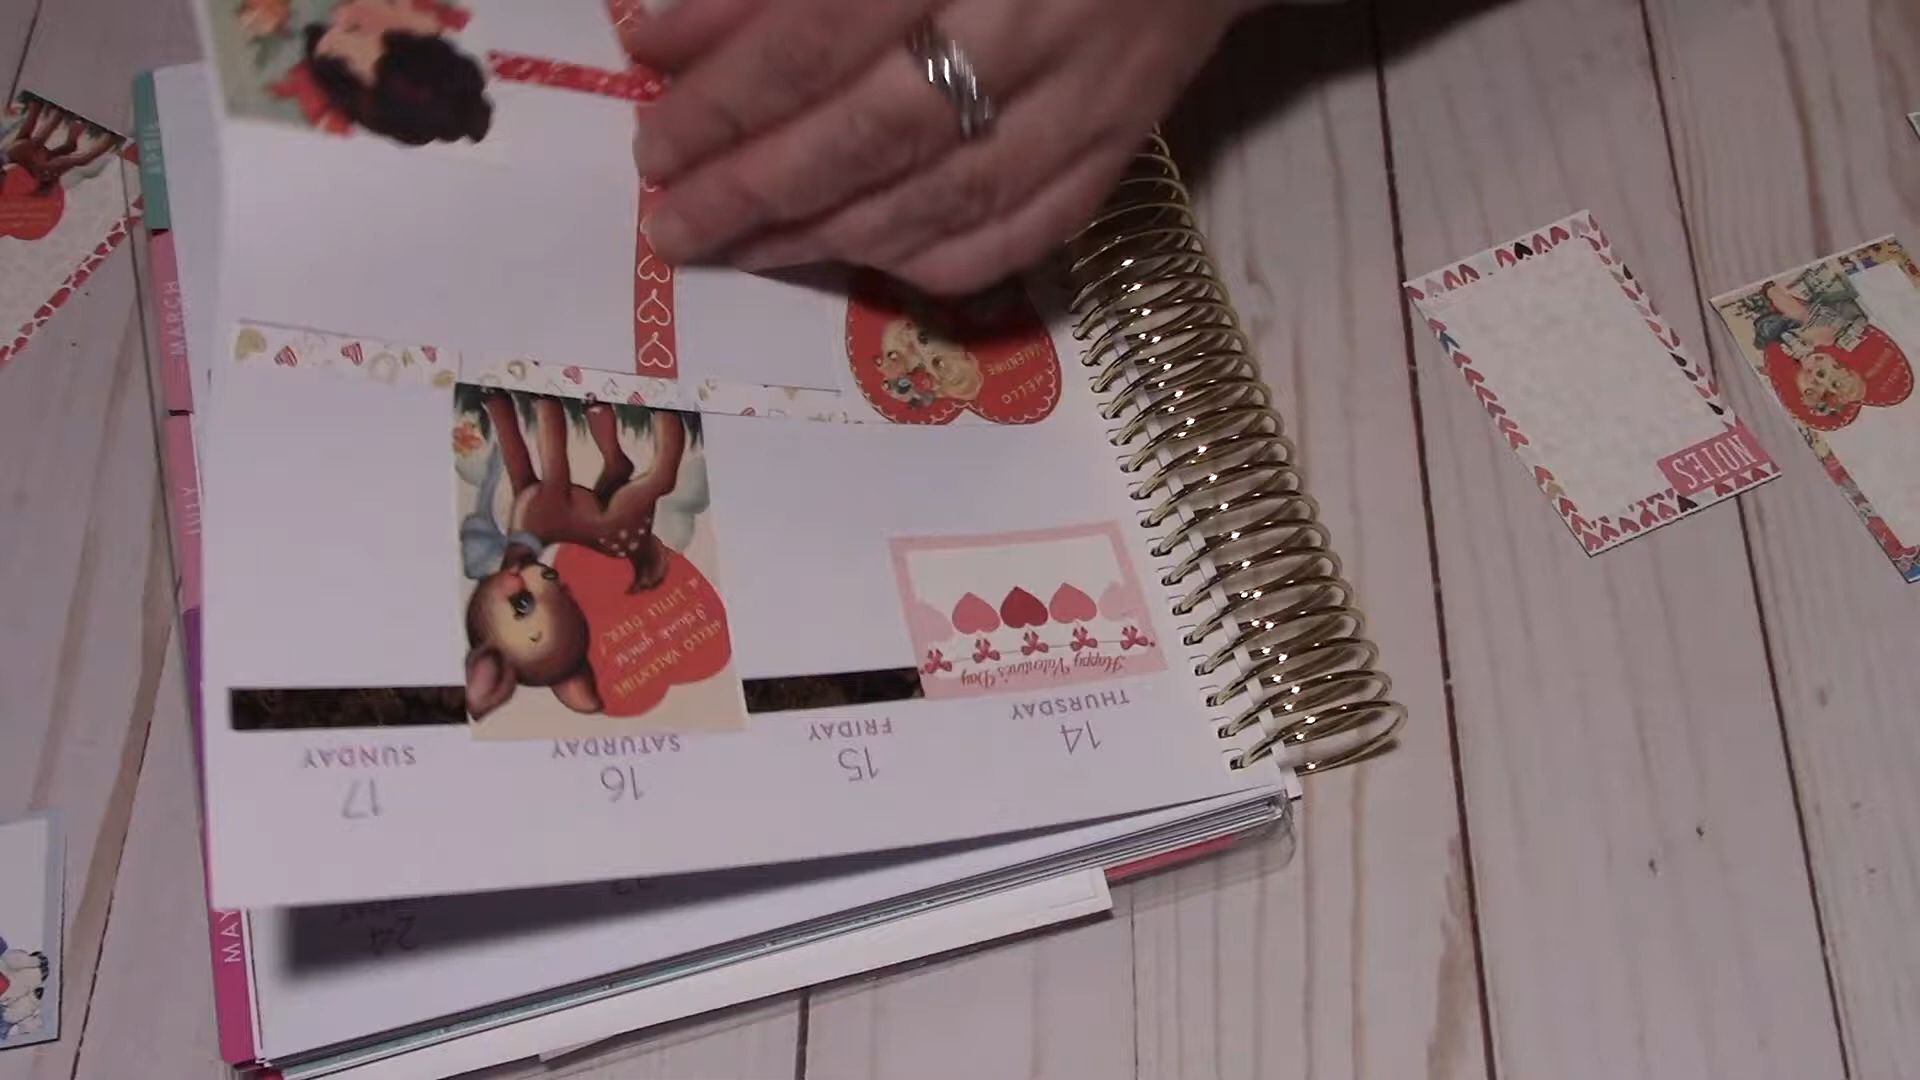 14
THURSDAY
15
FRIDAY
16
SATURDAY
17
SUNDAY
Happy Valentine's Day
HELLO VALENTINE
I think you're
a LITTLE DEER!
HELLO
VALENTINE
NOTES
APRIL
MARCH
MAY
24